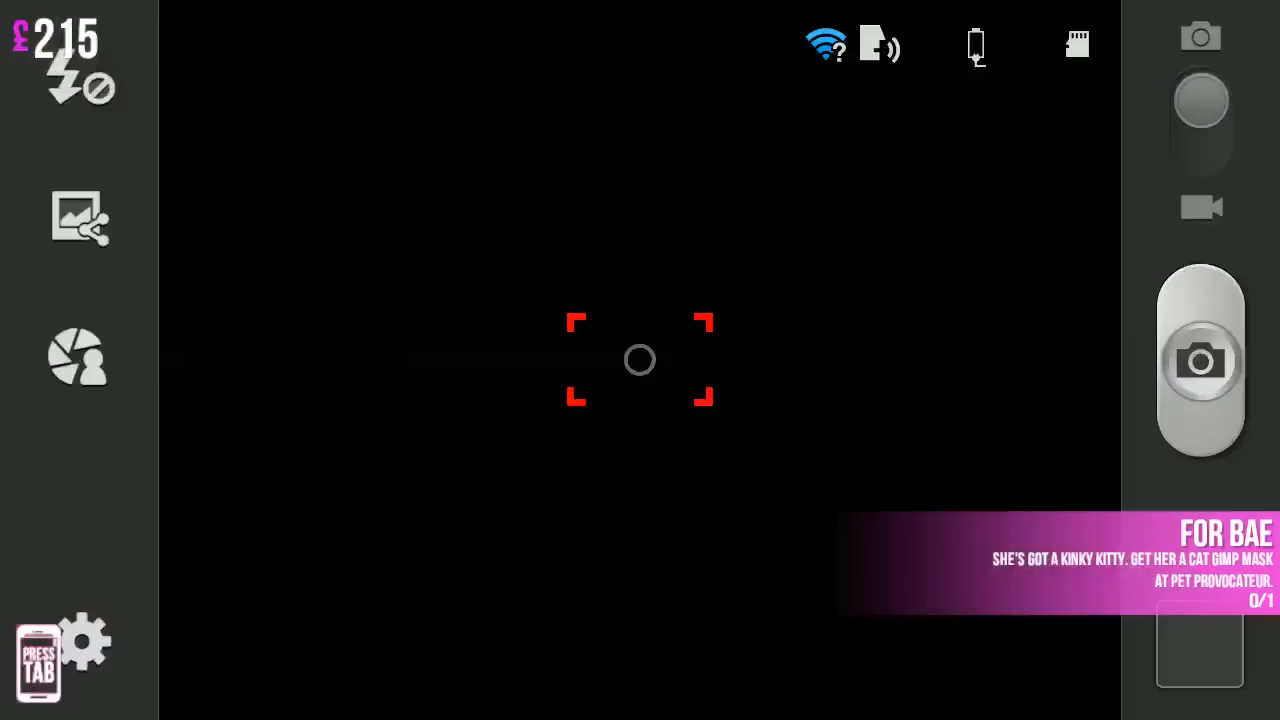 £215
FOR BAE
SHE'S GOT A KINKY KITTY. GET HER A CAT GIMP MASK
AT PET PROVOCATEUR.
0/1
PRESS
TAB